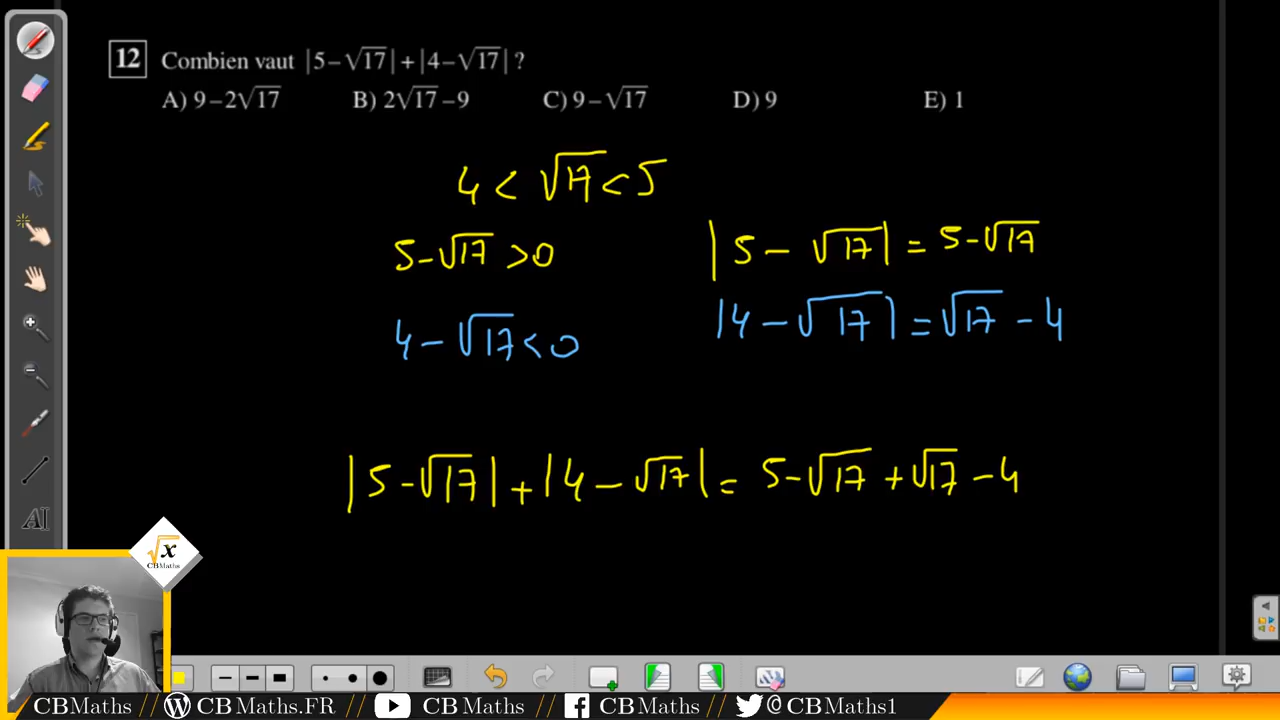 12 Combien vaut |5−√17|+|4−√17| ?
A) 9−2√17 B) 2√17−9 C) 9−√17 D) 9 E) 1
4 < √17 < 5
5−√17 >0 |5 − √17| = 5−√17
4 − √17 < 0 |4 − √17| = √17 − 4
|5 −√17| + |4 − √17| = 5−√17 + √17 − 4
AI
√x
CBMaths
CBMaths CBMaths.FR CBMaths CBMaths @CBMaths1